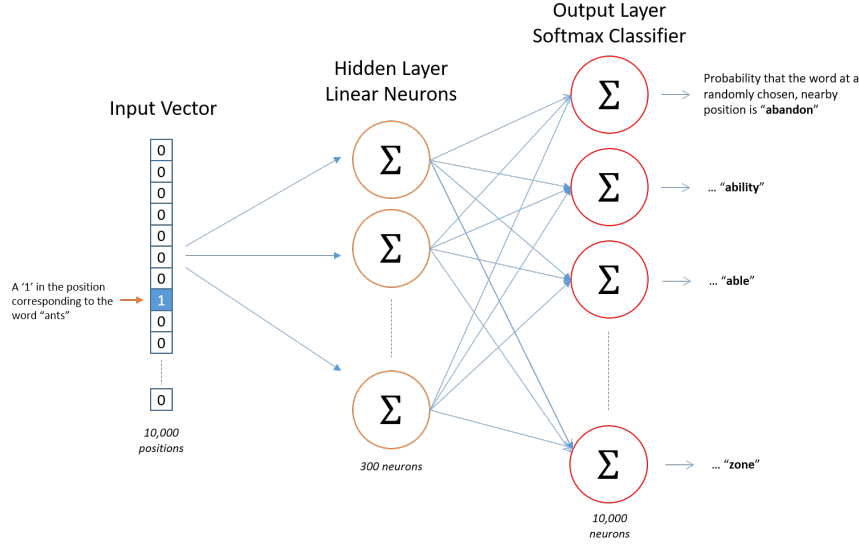 Output Layer
Softmax Classifier
Hidden Layer
Linear Neurons
Input Vector
0
0
0
0
0
0
0
1
0
0
0
A ‘1’ in the position
corresponding to the
word “ants”
10,000
positions
Σ
Σ
Σ
300 neurons
Σ
Σ
Σ
Σ
10,000
neurons
Probability that the word at a
randomly chosen, nearby
position is “abandon”
... “ability”
... “able”
... “zone”